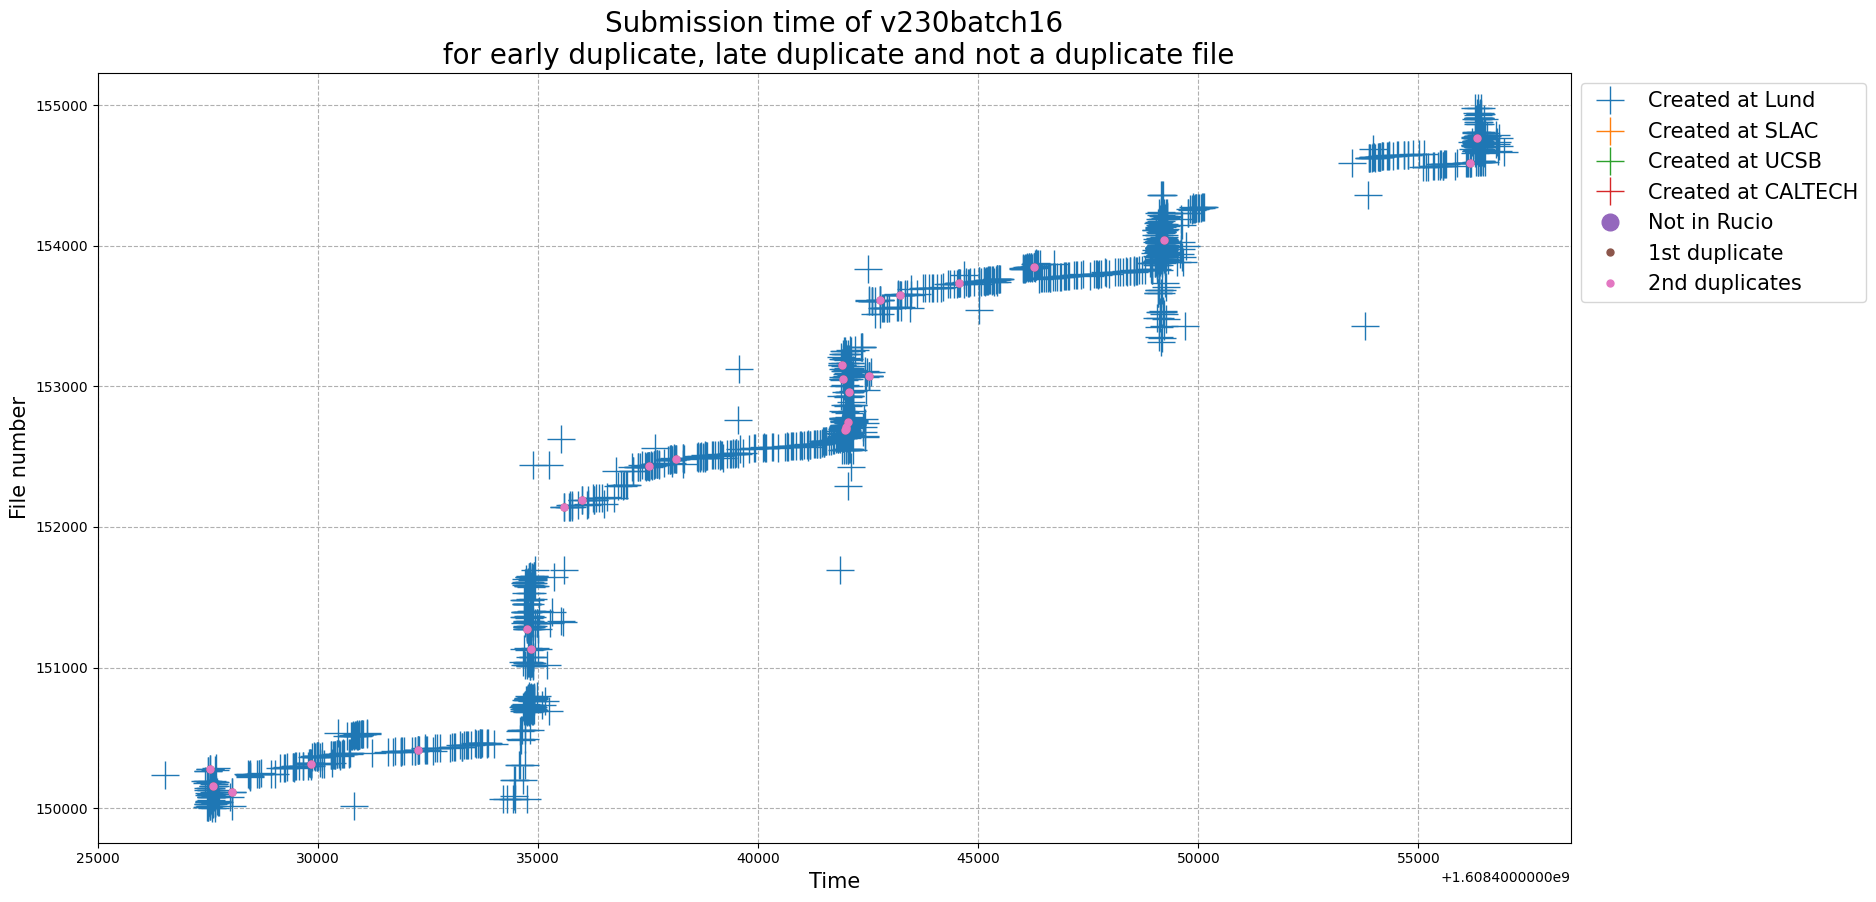 Submission time of v230batch16
for early duplicate, late duplicate and not a duplicate file
155000
154000
153000
152000
151000
150000
File number
25000
30000
35000
40000
45000
50000
55000
+1.6084000000e9
Time
Created at Lund
Created at SLAC
Created at UCSB
Created at CALTECH
Not in Rucio
1st duplicate
2nd duplicates